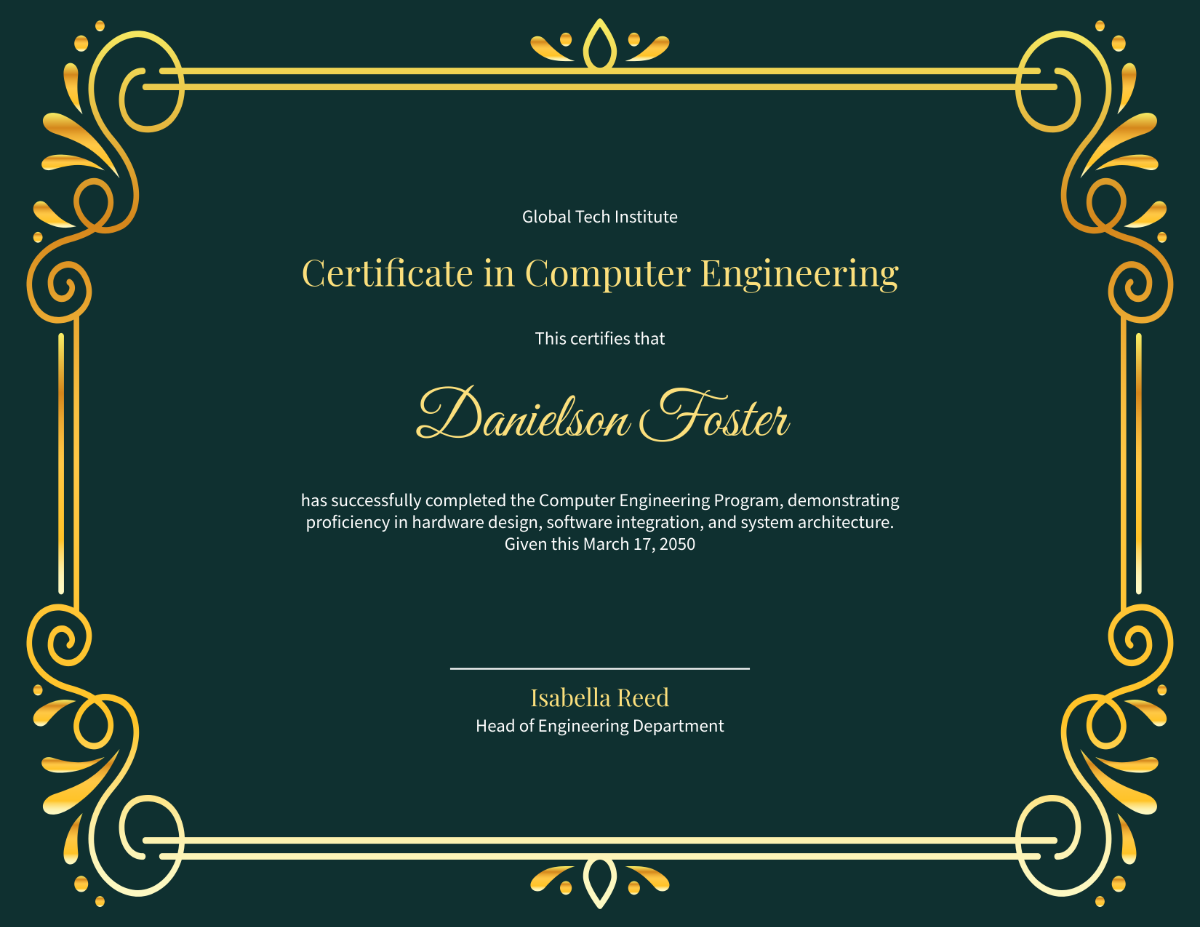 Global Tech Institute
Certificate in Computer Engineering
This certifies that
Danielson Foster
has successfully completed the Computer Engineering Program, demonstrating
proficiency in hardware design, software integration, and system architecture.
Given this March 17, 2050
Isabella Reed
Head of Engineering Department